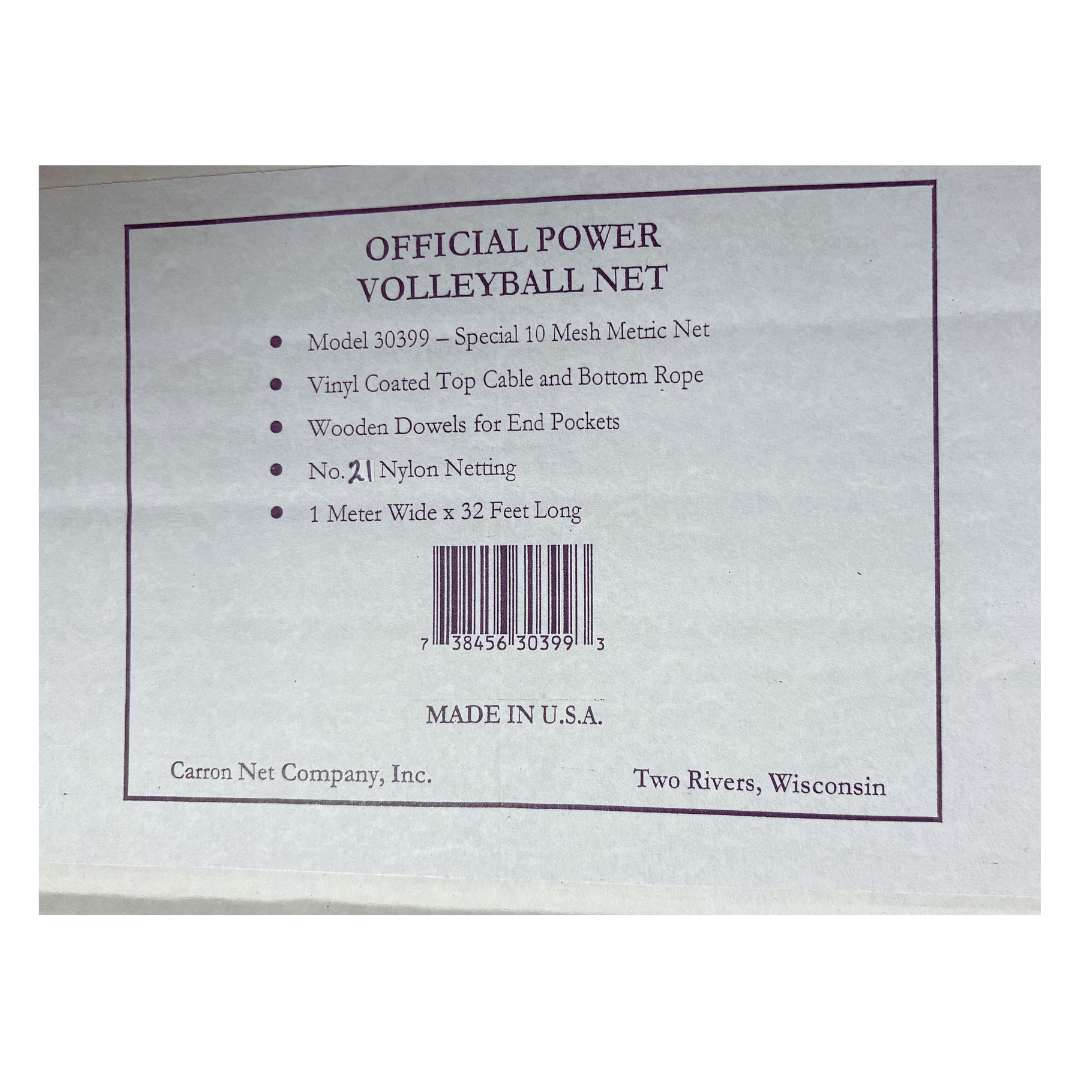 OFFICIAL POWER
VOLLEYBALL NET
• Model 30399 – Special 10 Mesh Metric Net
• Vinyl Coated Top Cable and Bottom Rope
• Wooden Dowels for End Pockets
• No. 21 Nylon Netting
• 1 Meter Wide x 32 Feet Long
7 38456 30399 3
MADE IN U.S.A.
Carron Net Company, Inc. Two Rivers, Wisconsin